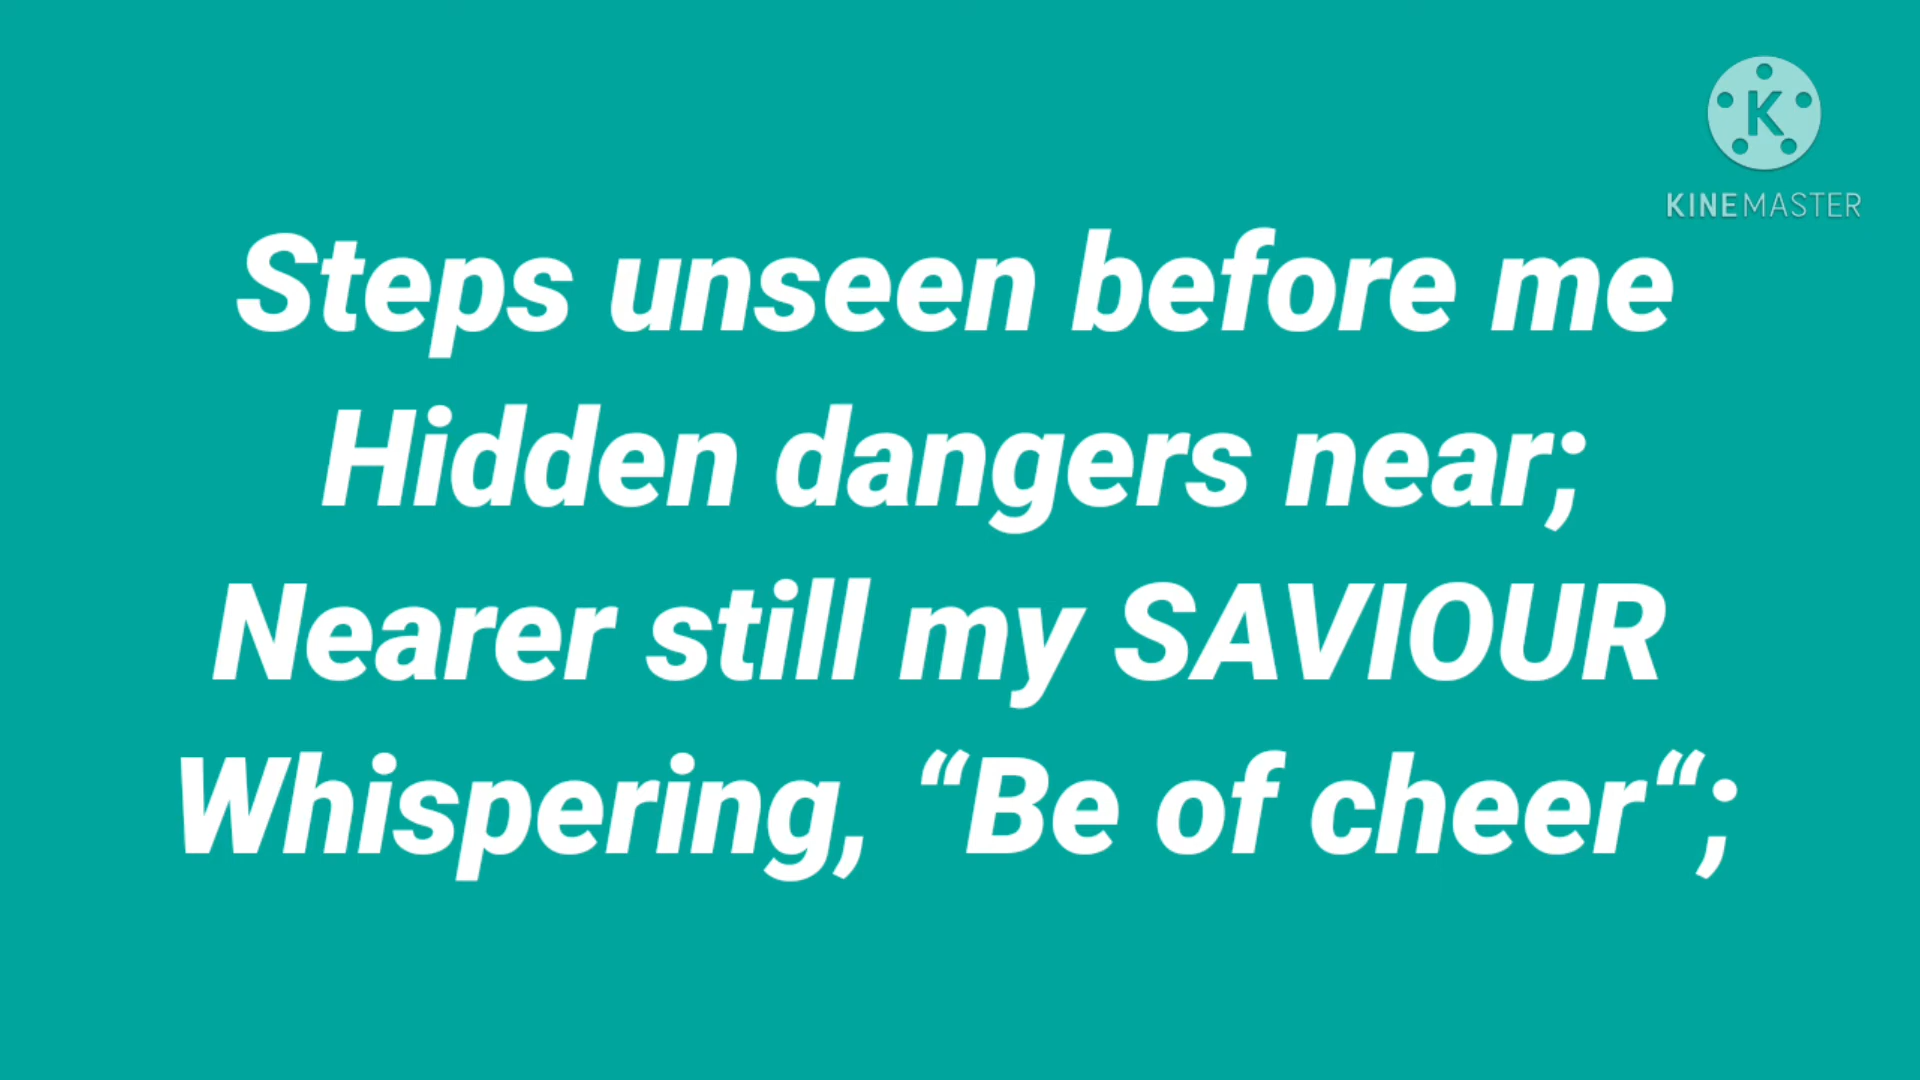 K
KINEMASTER
Steps unseen before me
Hidden dangers near;
Nearer still my SAVIOUR
Whispering, “Be of cheer“;